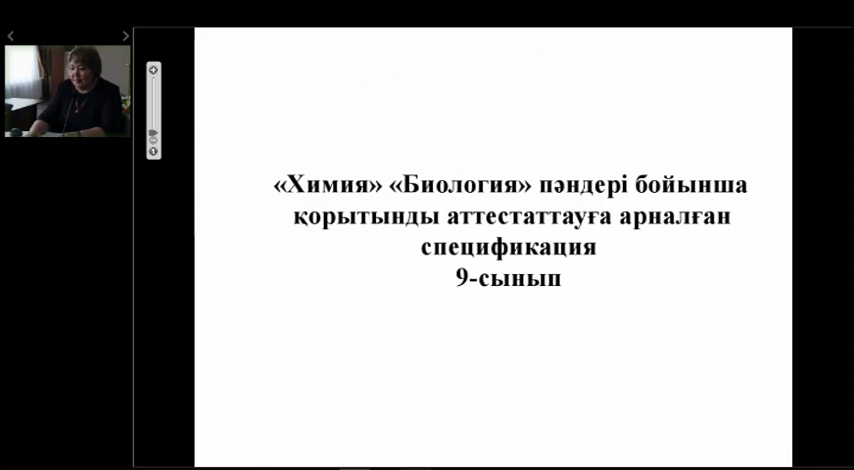 «Химия» «Биология» пәндері бойынша
қорытынды аттестаттауға арналған
спецификация
9-сынып